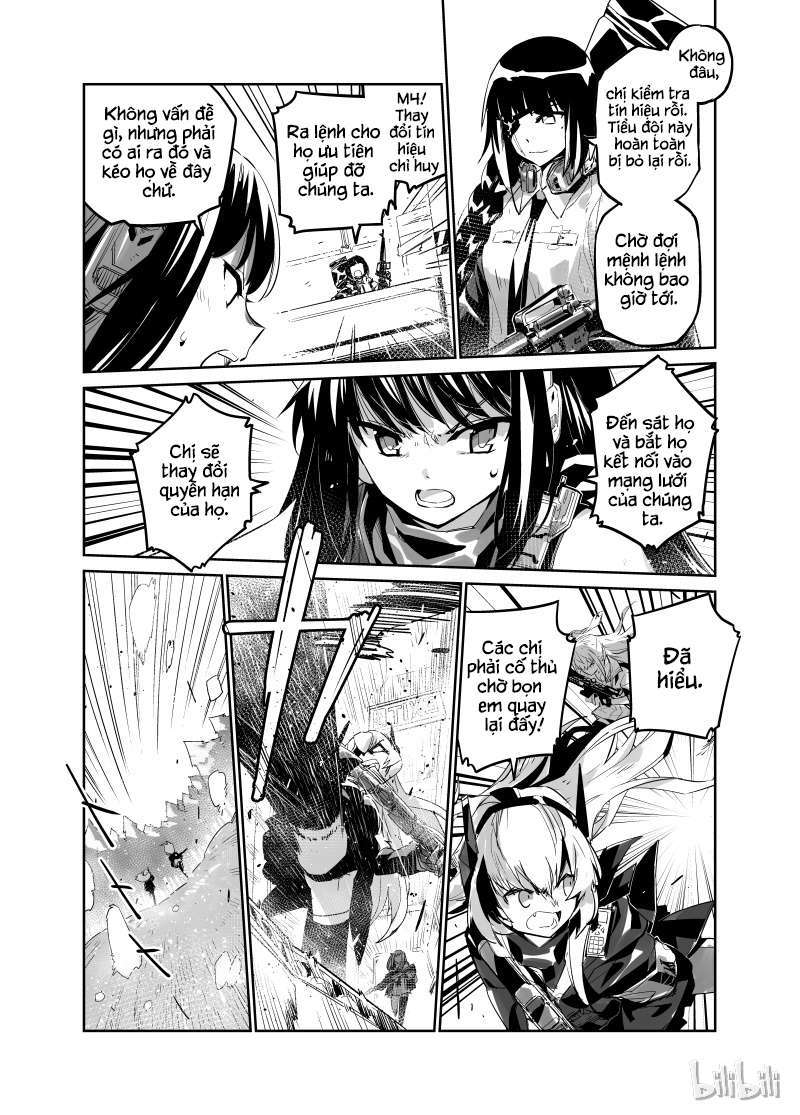 Không
đâu,
chị kiểm tra
tín hiệu rồi.
Tiểu đội này
hoàn toàn
bị bỏ lại rồi.
Chờ đợi
mệnh lệnh
không bao
giờ tới.
M4!
Thay
đổi tín
hiệu
chỉ huy
Ra lệnh cho
họ ưu tiên
giúp đỡ
chúng ta.
Không vấn đề
gì, nhưng phải
có ai ra đó và
kéo họ về đây
chứ.
Đến sát họ
và bắt họ
kết nối vào
mạng lưới
của chúng
ta.
Chị sẽ
thay đổi
quyền hạn
của họ.
Đã
hiểu.
Các chị
phải cố thủ
chờ bọn
em quay
lại đấy!
bilibili